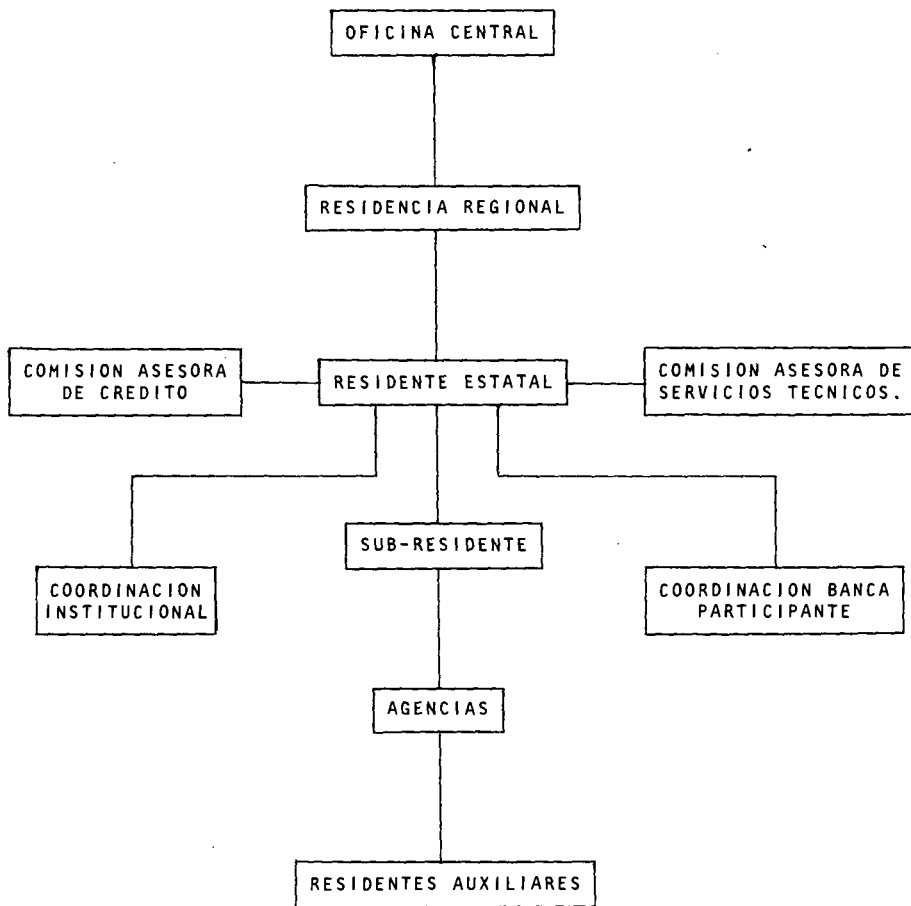 OFICINA CENTRAL
RESIDENCIA REGIONAL
COMISION ASESORA
DE CREDITO
RESIDENTE ESTATAL
COMISION ASESORA DE
SERVICIOS TECNICOS.
SUB-RESIDENTE
COORDINACION
INSTITUCIONAL
COORDINACION BANCA
PARTICIPANTE
AGENCIAS
RESIDENTES AUXILIARES